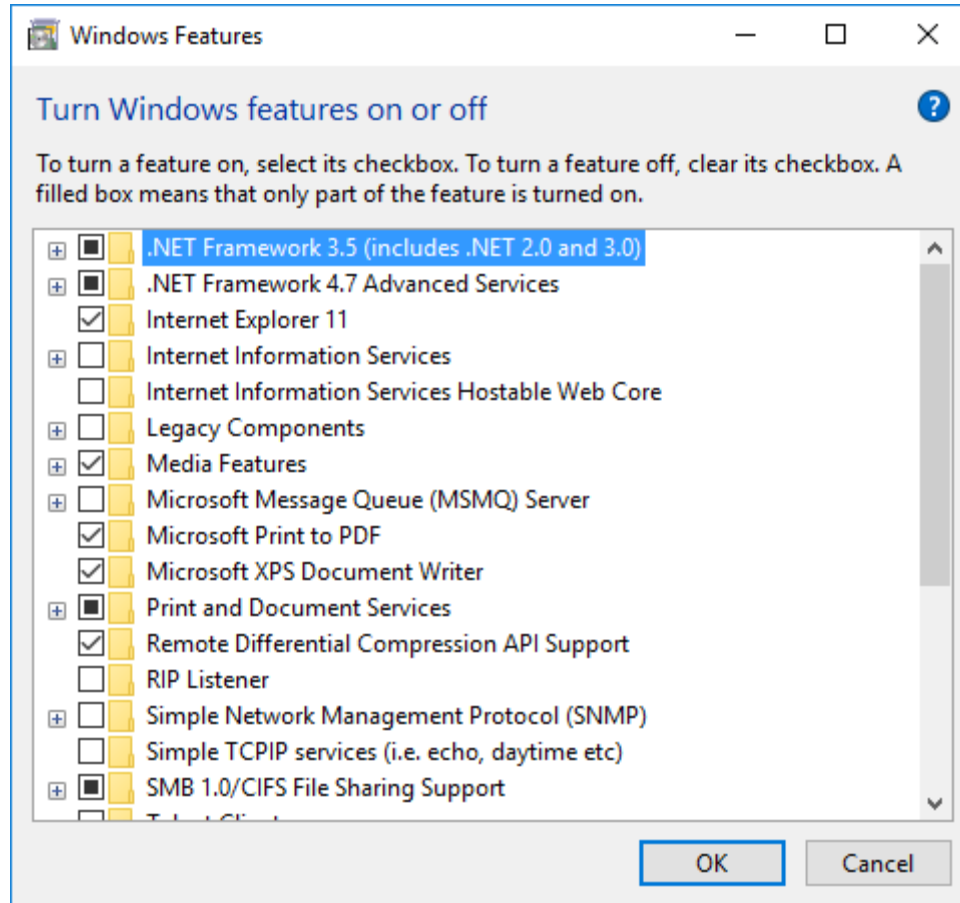 Windows Features
Turn Windows features on or off
To turn a feature on, select its checkbox. To turn a feature off, clear its checkbox. A
filled box means that only part of the feature is turned on.
.NET Framework 3.5 (includes .NET 2.0 and 3.0)
.NET Framework 4.7 Advanced Services
Internet Explorer 11
Internet Information Services
Internet Information Services Hostable Web Core
Legacy Components
Media Features
Microsoft Message Queue (MSMQ) Server
Microsoft Print to PDF
Microsoft XPS Document Writer
Print and Document Services
Remote Differential Compression API Support
RIP Listener
Simple Network Management Protocol (SNMP)
Simple TCPIP services (i.e. echo, daytime etc)
SMB 1.0/CIFS File Sharing Support
OK
Cancel